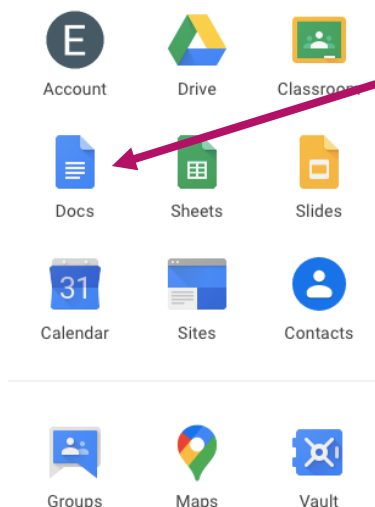 E
Account Drive Classroom
Docs Sheets Slides
31
Calendar Sites Contacts
Groups Maps Vault